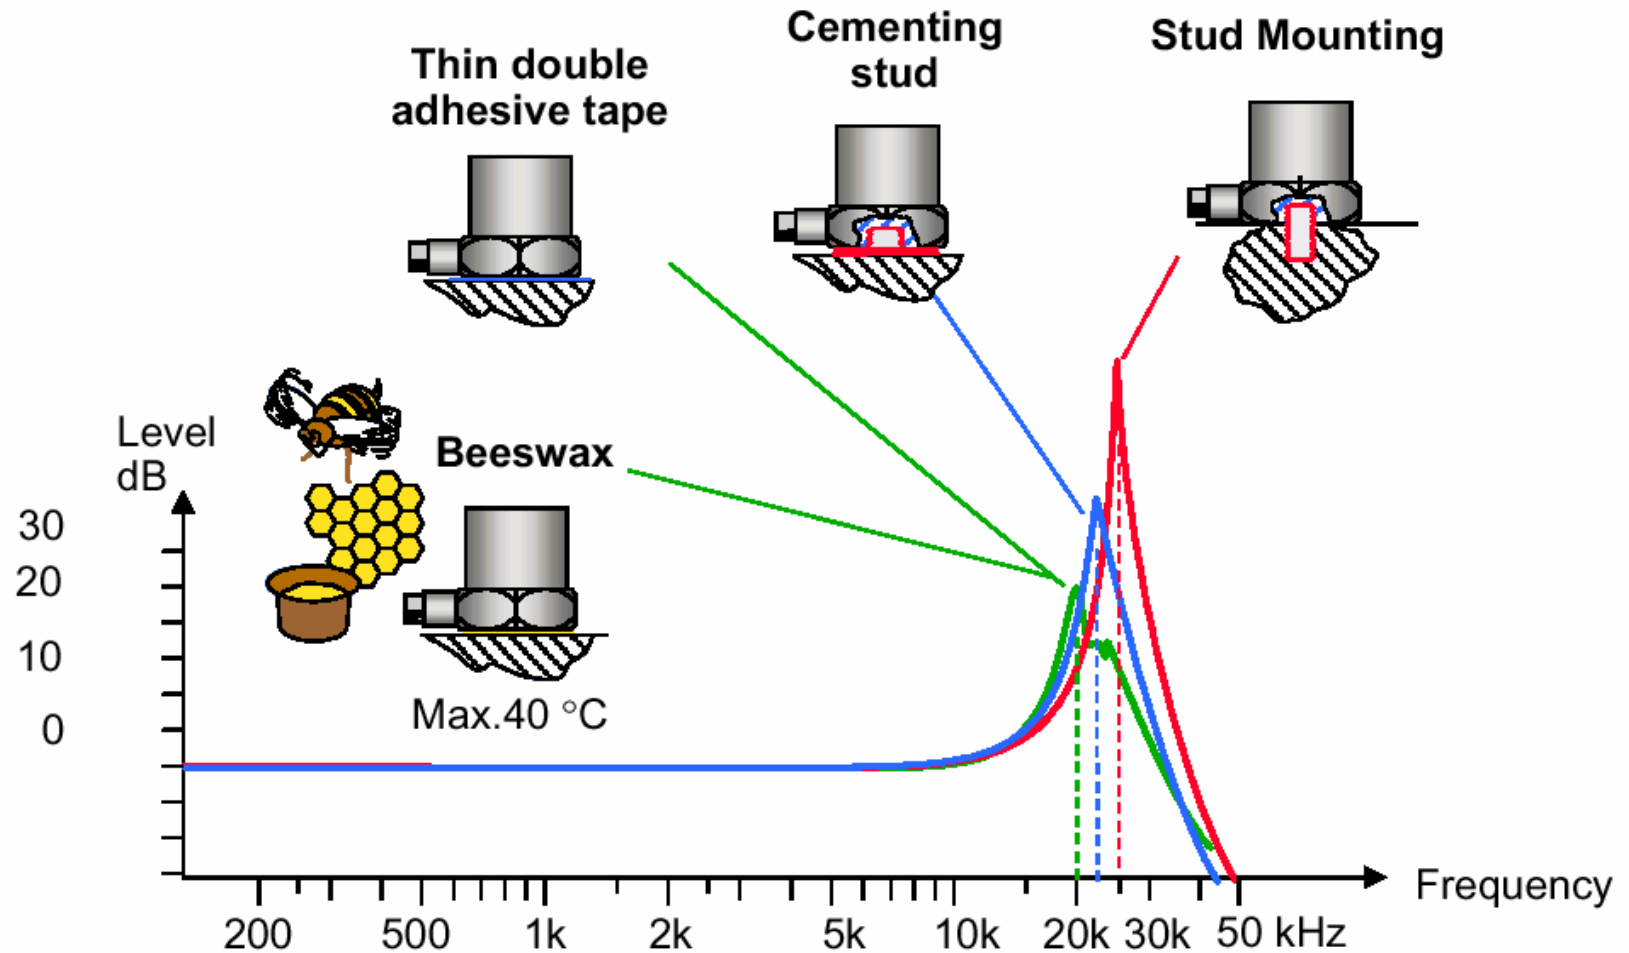 Thin double
adhesive tape
Cementing
stud
Stud Mounting
Level
dB
Beeswax
Max.40 °C
30
20
10
0
200 500 1k 2k 5k 10k 20k 30k 50 kHz
Frequency